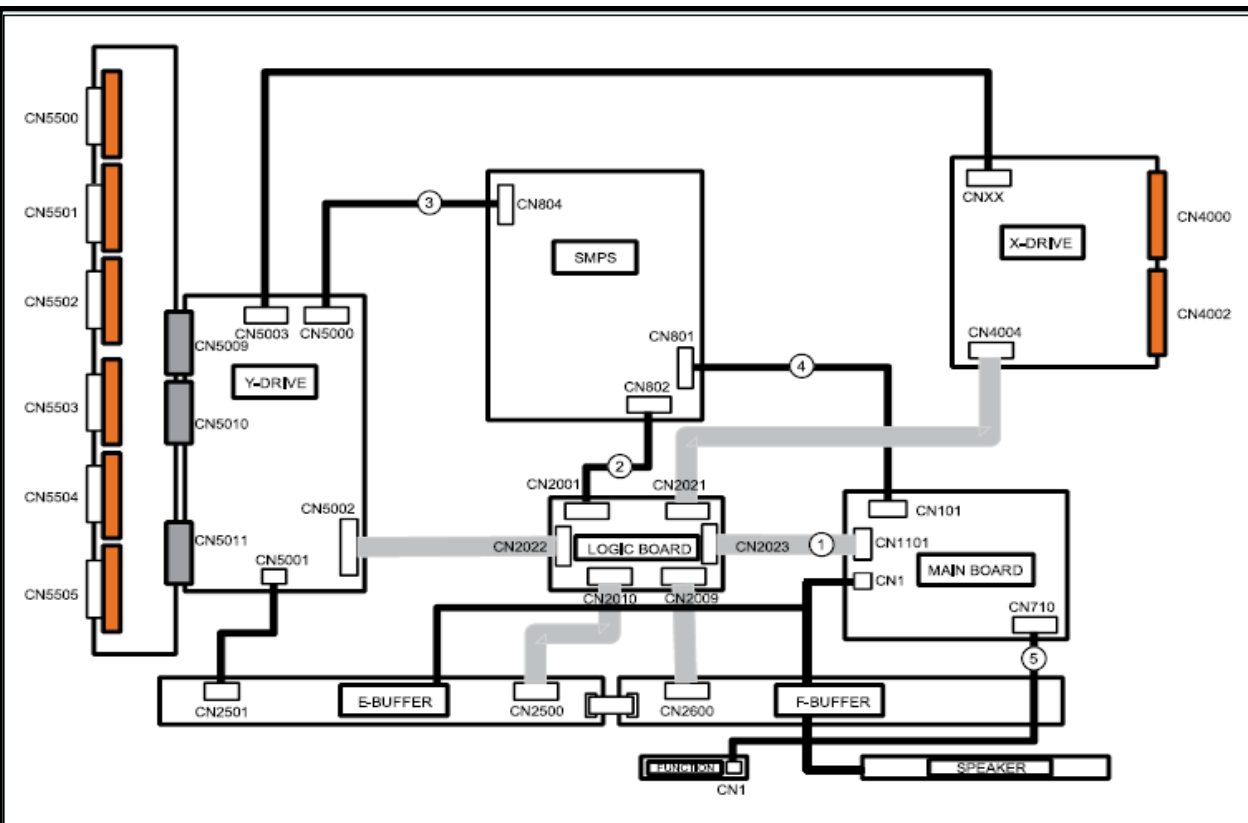 CN5500
CN5501
CN5502
CN5503
CN5504
CN5505
CN5009
CN5010
CN5011
CN5003
CN5000
Y-DRIVE
CN5002
CN5001
3
CN804
SMPS
CN801
CN802
4
2
CNXX
X-DRIVE
CN4000
CN4002
CN4004
CN2001
CN2021
CN2022
LOGIC BOARD
CN2023
1
CN2010
CN2009
CN101
CN1101
MAIN BOARD
CN1
CN710
5
CN2501
E-BUFFER
CN2500
CN2600
F-BUFFER
FUNCTION
CN1
SPEAKER